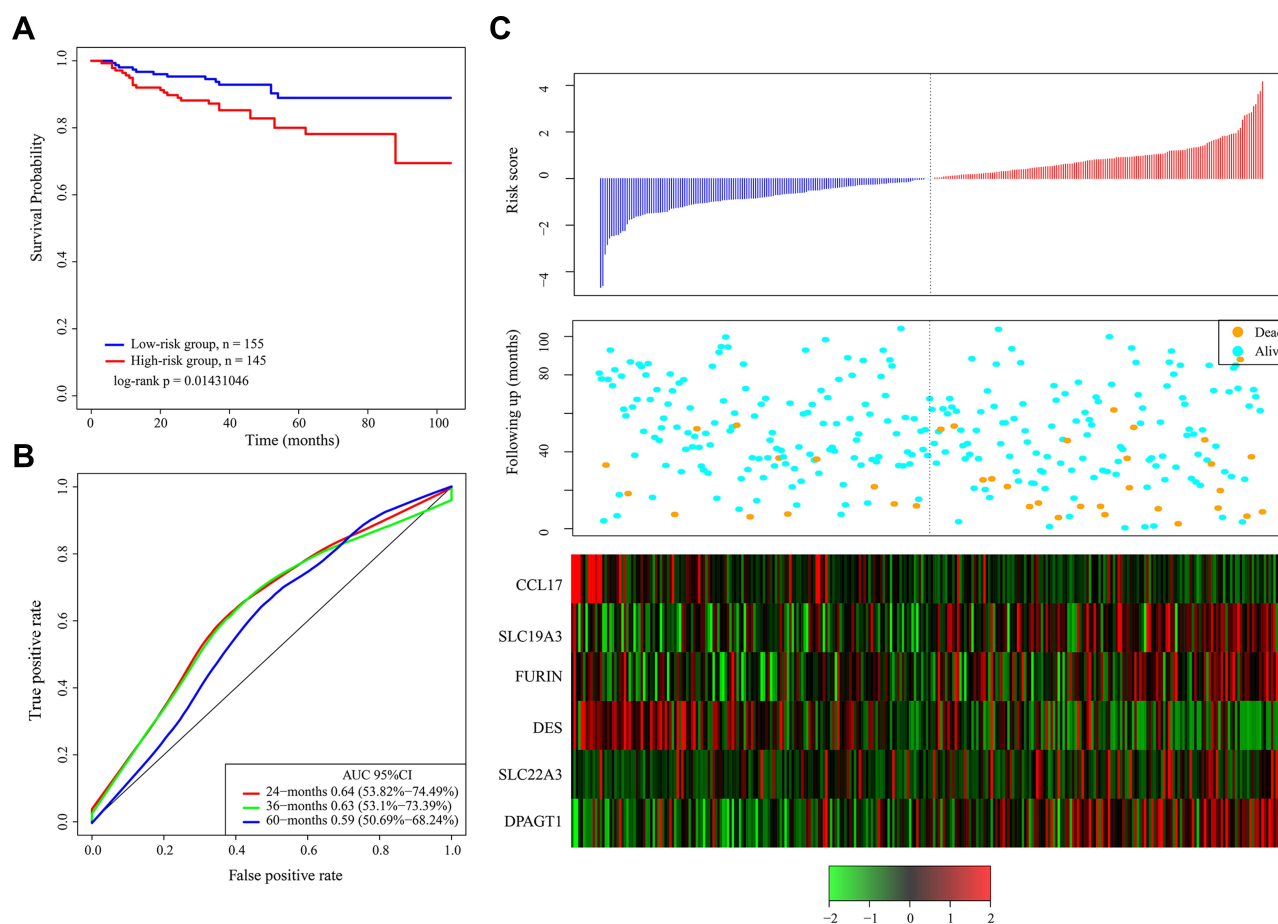 A
1.0
0.8
0.6
0.4
0.2
0.0
Survival Probability
Low-risk group, n = 155
High-risk group, n = 145
log-rank p = 0.01431046
0 20 40 60 80 100
Time (months)
B
1.0
0.8
0.6
0.4
0.2
0.0
True positive rate
AUC 95%CI
24−months 0.64 (53.82%−74.49%)
36−months 0.63 (53.1%−73.39%)
60−months 0.59 (50.69%−68.24%)
0.0 0.2 0.4 0.6 0.8 1.0
False positive rate
C
4
2
0
−2
−4
Risk score
100
80
40
0
Following up (months)
Dead
Aliv
CCL17
SLC19A3
FURIN
DES
SLC22A3
DPAGT1
−2 −1 0 1 2